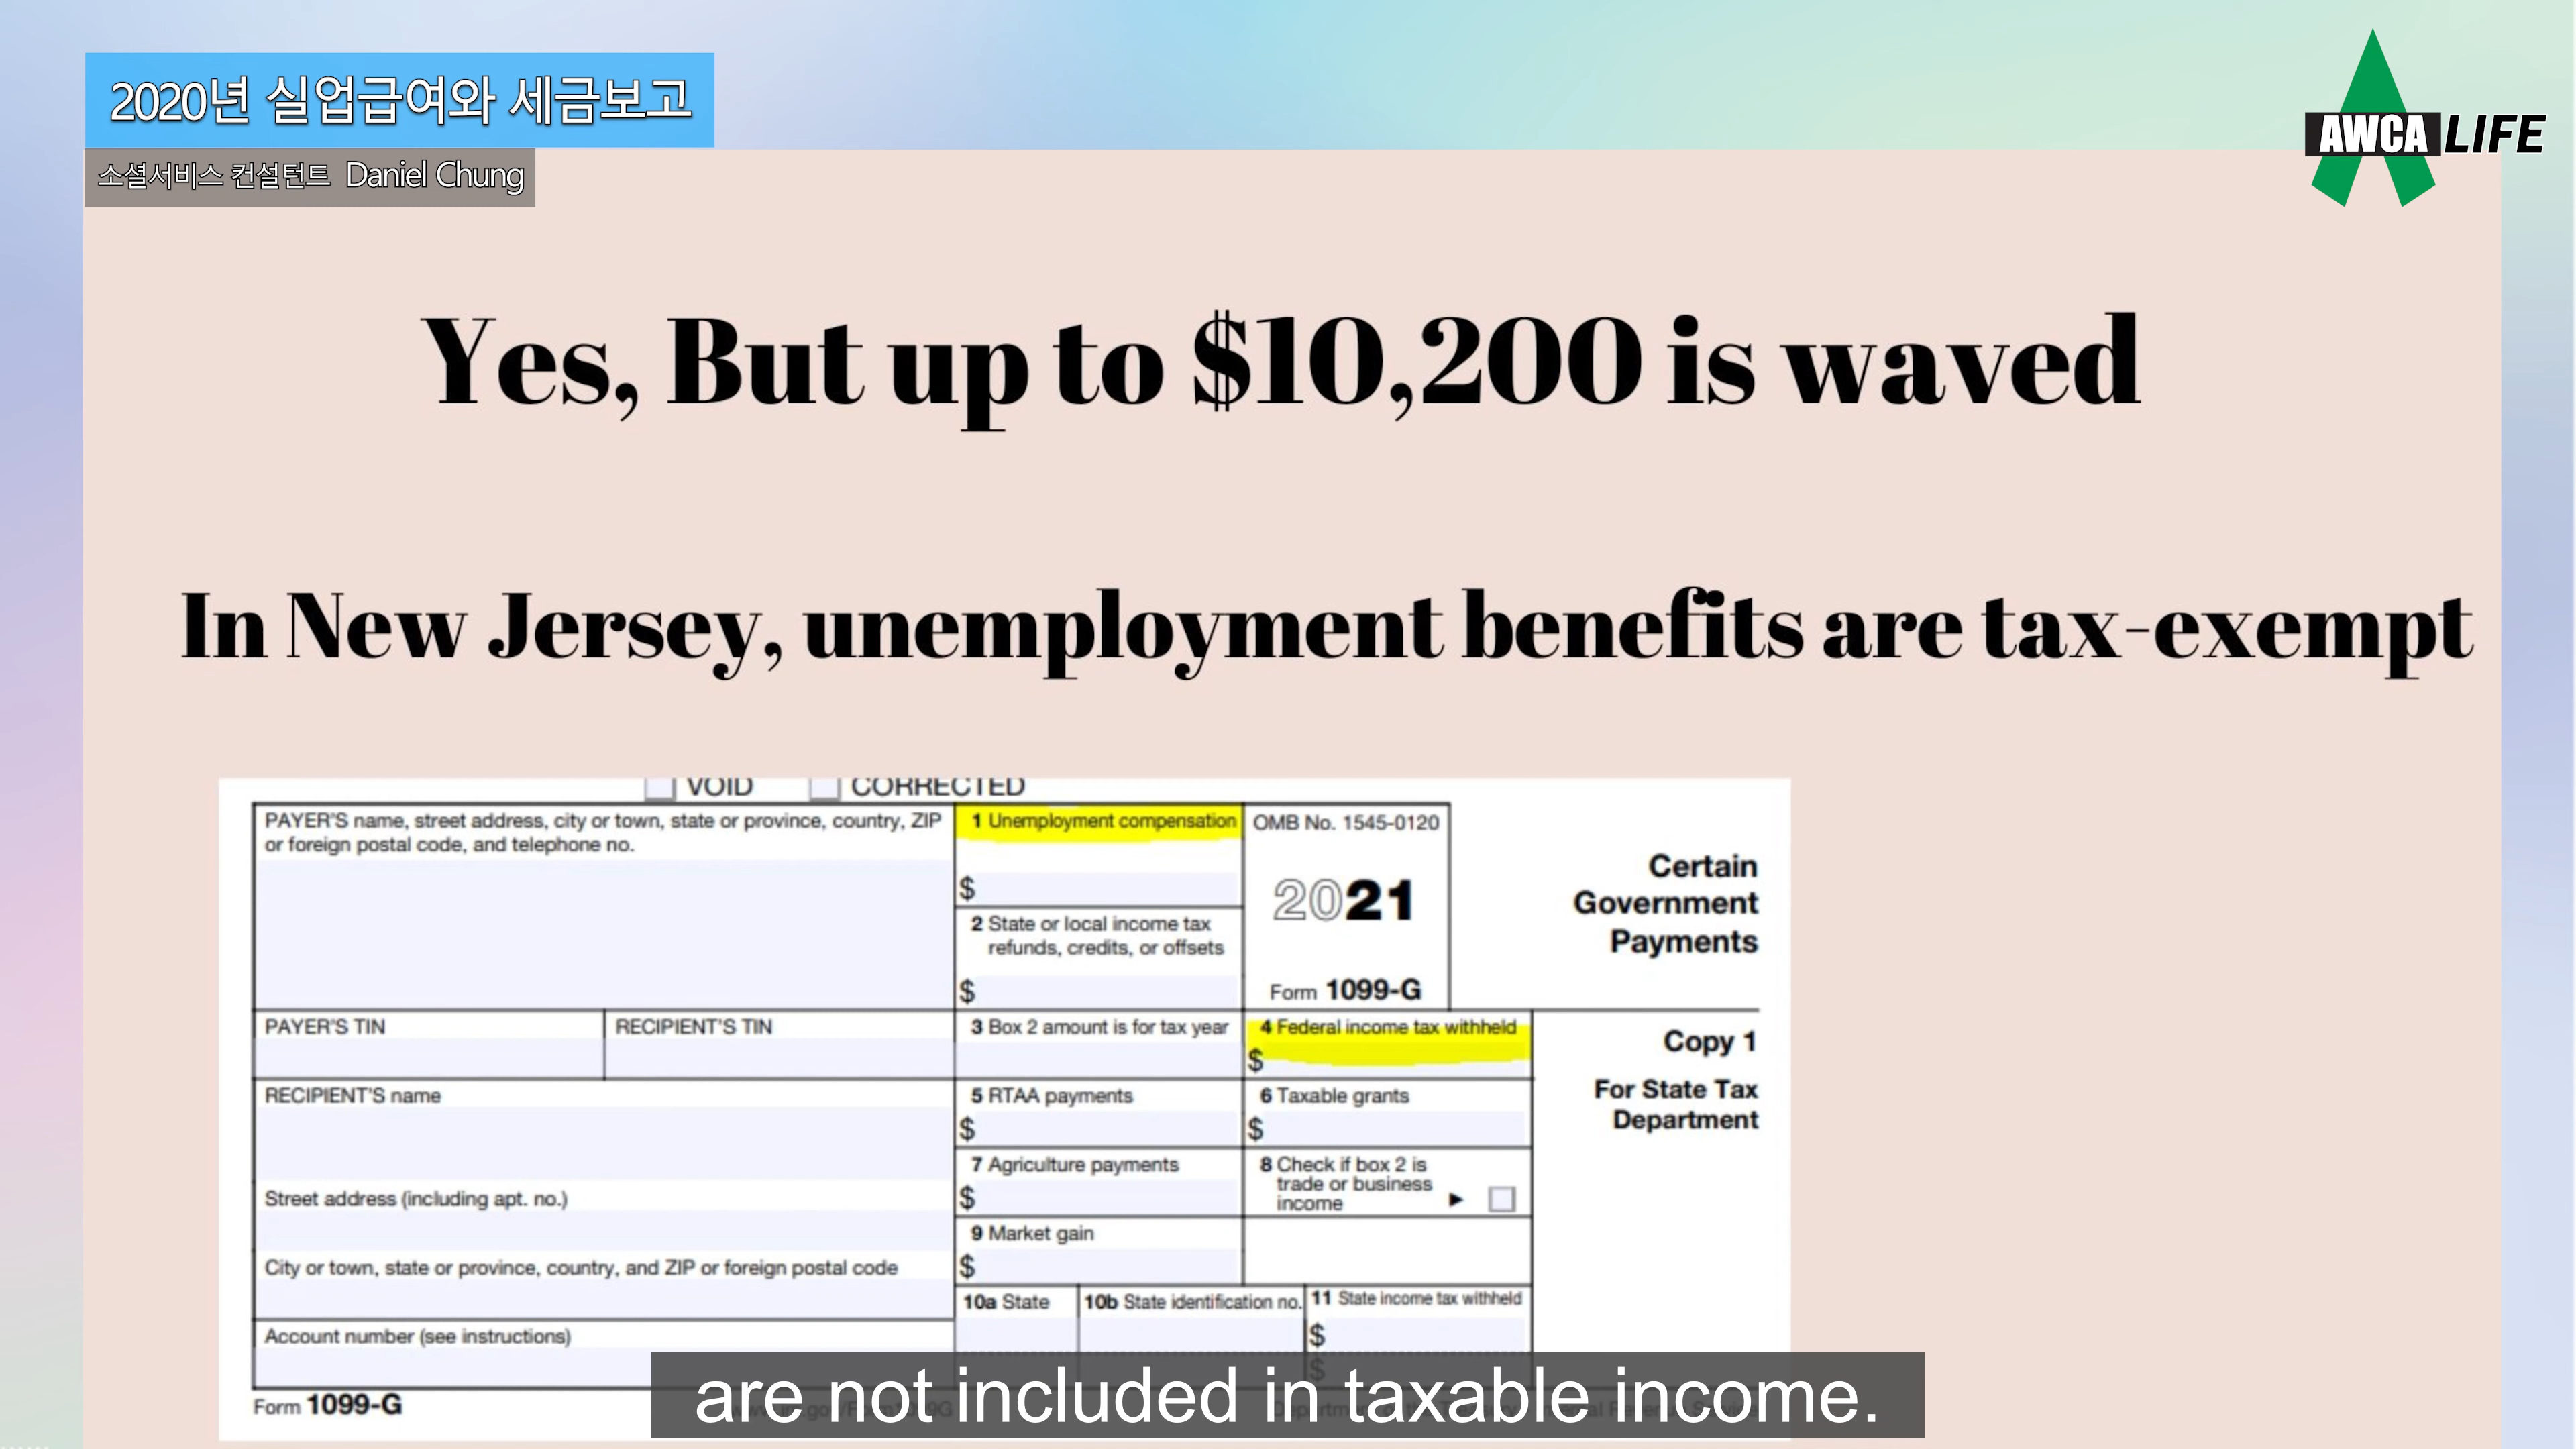 2020년 실업급여와 세금보고
소셜서비스 컨설턴트 Daniel Chung
AWCA LIFE
Yes, But up to $10,200 is waved
In New Jersey, unemployment benefits are tax-exempt
VOID CORRECTED
PAYER'S name, street address, city or town, state or province, country, ZIP
or foreign postal code, and telephone no.
1 Unemployment compensation
$
OMB No. 1545-0120
2021
Form 1099-G
Certain
Government
Payments
2 State or local income tax
refunds, credits, or offsets
$
PAYER'S TIN
RECIPIENT'S TIN
3 Box 2 amount is for tax year
4 Federal income tax withheld
$
Copy 1
For State Tax
Department
RECIPIENT'S name
5 RTAA payments
$
6 Taxable grants
$
7 Agriculture payments
$
8 Check if box 2 is
trade or business
income ►
Street address (including apt. no.)
9 Market gain
$
City or town, state or province, country, and ZIP or foreign postal code
10a State
10b State identification no.
11 State income tax withheld
$
$
Account number (see instructions)
Form 1099-G
are not included in taxable income.